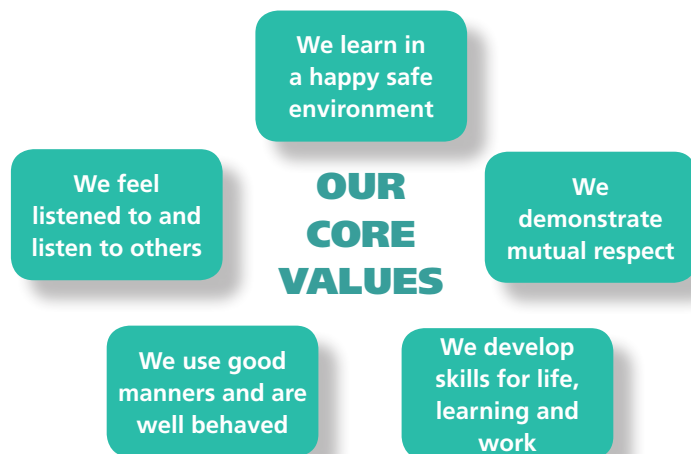 We learn in
a happy safe
environment
We feel
listened to and
listen to others
OUR
CORE
VALUES
We
demonstrate
mutual respect
We use good
manners and are
well behaved
We develop
skills for life,
learning and
work